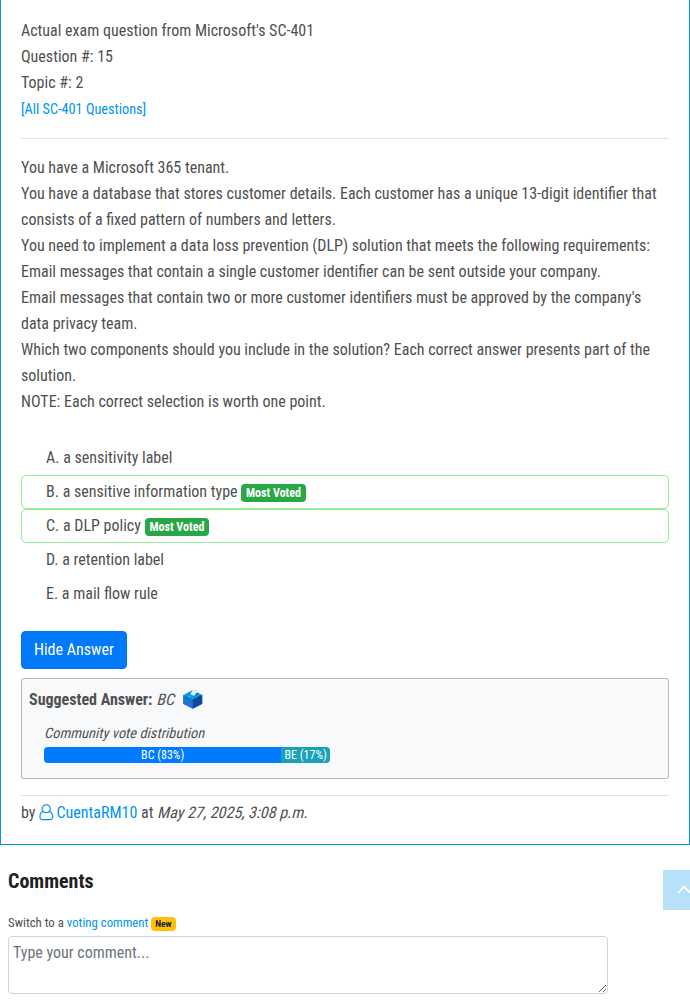 Actual exam question from Microsoft's SC-401
Question #: 15
Topic #: 2
[All SC-401 Questions]
You have a Microsoft 365 tenant.
You have a database that stores customer details. Each customer has a unique 13-digit identifier that
consists of a fixed pattern of numbers and letters.
You need to implement a data loss prevention (DLP) solution that meets the following requirements:
Email messages that contain a single customer identifier can be sent outside your company.
Email messages that contain two or more customer identifiers must be approved by the company's
data privacy team.
Which two components should you include in the solution? Each correct answer presents part of the
solution.
NOTE: Each correct selection is worth one point.
A. a sensitivity label
B. a sensitive information type Most Voted
C. a DLP policy Most Voted
D. a retention label
E. a mail flow rule
Hide Answer
Suggested Answer: BC
Community vote distribution
BC (83%) BE (17%)
by CuentaRM10 at May 27, 2025, 3:08 p.m.
Comments
Switch to a voting comment New
Type your comment...